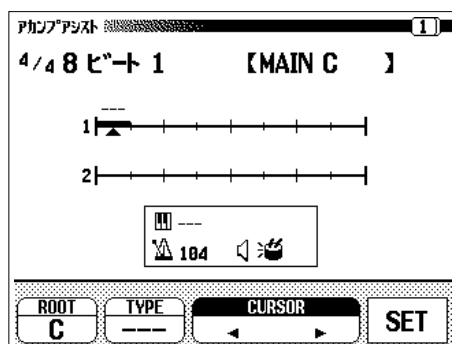 アカンプアシスト 1
4/4 8 ビート 1 【MAIN C 】
---
1
2
---
104
ROOT TYPE CURSOR
C --- ◄ ► SET